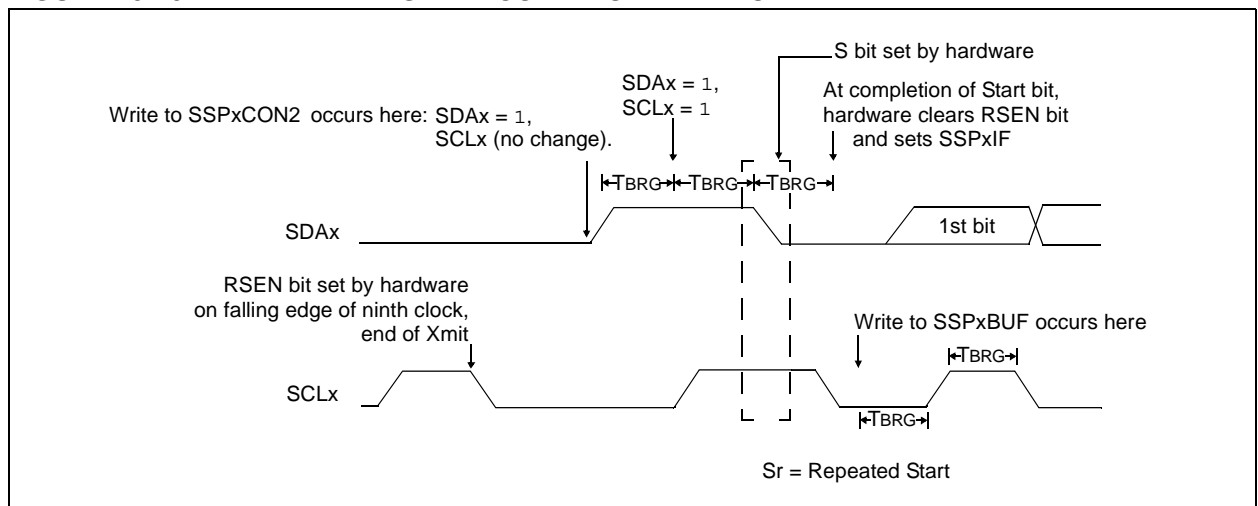 S bit set by hardware
SDAx = 1,
SCLx = 1
At completion of Start bit,
hardware clears RSEN bit
and sets SSPxIF
Write to SSPxCON2 occurs here: SDAx = 1,
SCLx (no change).
TBRG TBRG TBRG
SDAx
1st bit
RSEN bit set by hardware
on falling edge of ninth clock,
end of Xmit
Write to SSPxBUF occurs here
TBRG
SCLx
TBRG
Sr = Repeated Start